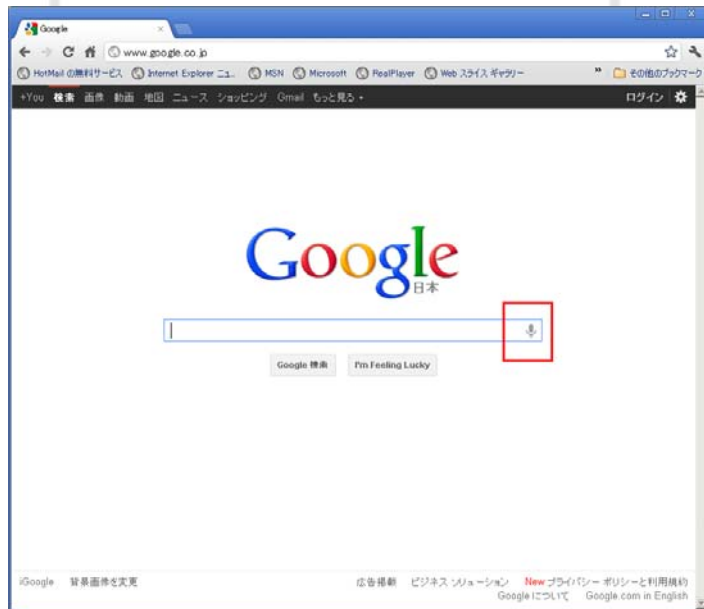 Google
www.google.co.jp
HotMail の無料サービス Internet Explorer ニュ... MSN Microsoft RealPlayer Web スライス ギャラリー » その他のブックマーク
+You 検索 画像 動画 地図 ニュース ショッピング Gmail もっと見る
ログイン
Google
日本
Google 検索 I'm Feeling Lucky
iGoogle 背景画像を変更 広告掲載 ビジネス ソリューション New プライバシー ポリシーと利用規約
Google について Google.com in English